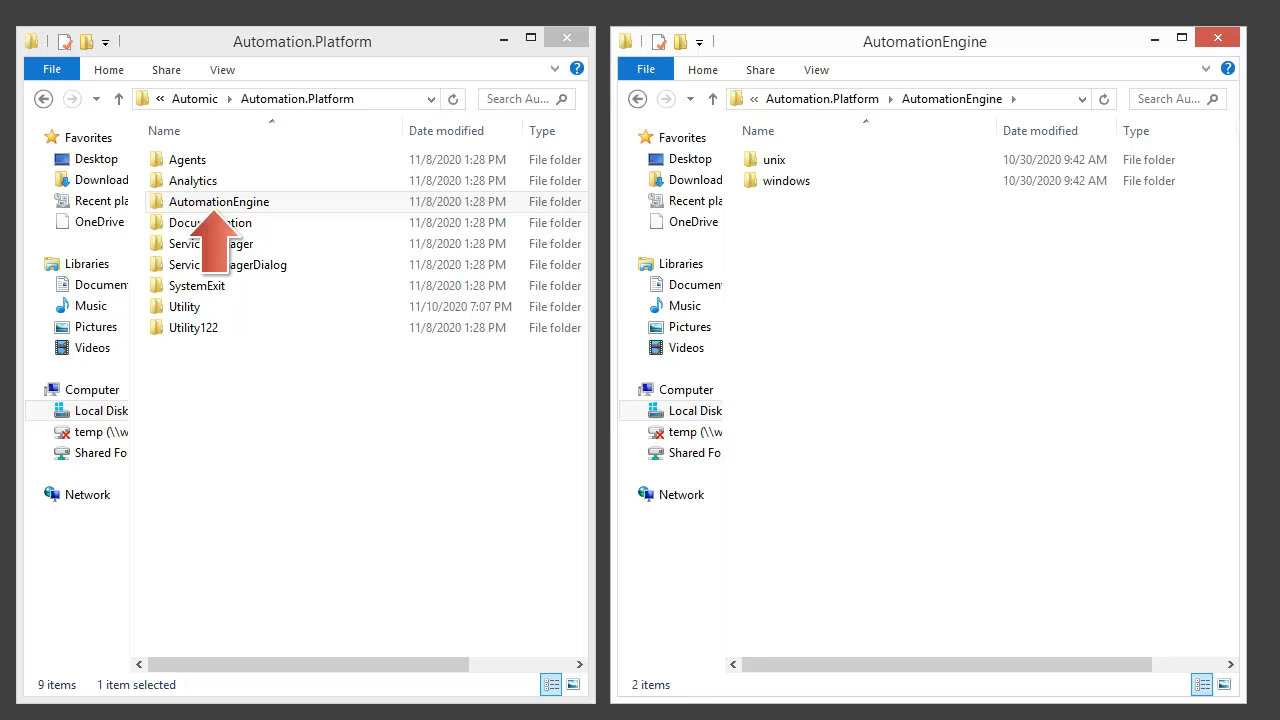 Automation.Platform
File Home Share View
« Automic Automation.Platform Search Au...
Name Date modified Type
Favorites
Desktop
Download
Recent pla
OneDrive
Libraries
Documen
Music
Pictures
Videos
Computer
Local Disk
temp (\\w
Shared Fo
Network
Agents 11/8/2020 1:28 PM File folder
Analytics 11/8/2020 1:28 PM File folder
AutomationEngine 11/8/2020 1:28 PM File folder
Docu tion 11/8/2020 1:28 PM File folder
Servic ager 11/8/2020 1:28 PM File folder
Servic agerDialog 11/8/2020 1:28 PM File folder
SystemExit 11/8/2020 1:28 PM File folder
Utility 11/10/2020 7:07 PM File folder
Utility122 11/8/2020 1:28 PM File folder
9 items 1 item selected
AutomationEngine
File Home Share View
« Automation.Platform AutomationEngine Search Au...
Name Date modified Type
Favorites
Desktop
Download
Recent pla
OneDrive
Libraries
Documen
Music
Pictures
Videos
Computer
Local Disk
temp (\\w
Shared Fo
Network
unix 10/30/2020 9:42 AM File folder
windows 10/30/2020 9:42 AM File folder
2 items